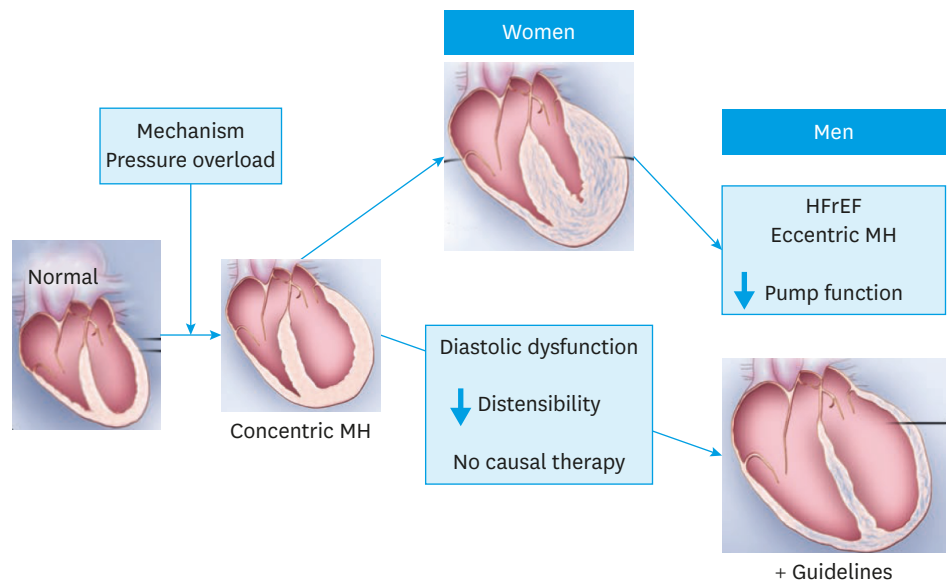 Women
Mechanism
Pressure overload
Men
HFrEF
Eccentric MH
Pump function
Normal
Concentric MH
Diastolic dysfunction
Distensibility
No causal therapy
+ Guidelines